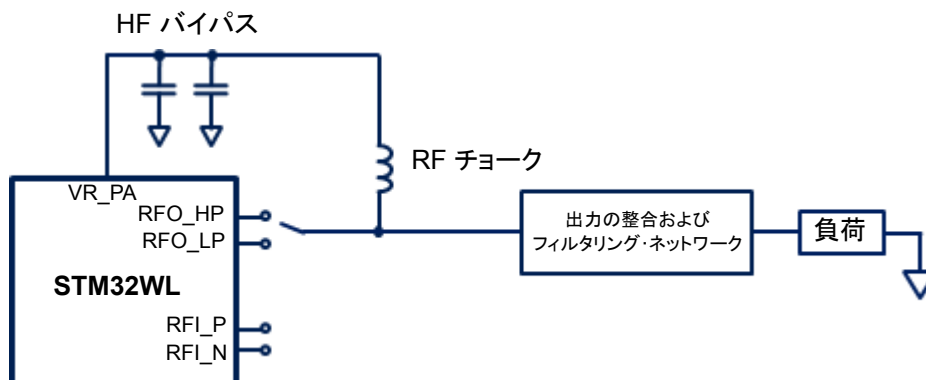 HF バイパス
RF チョーク
VR_PA
RFO_HP
RFO_LP
STM32WL
RFI_P
RFI_N
出力の整合および
フィルタリング・ネットワーク
負荷